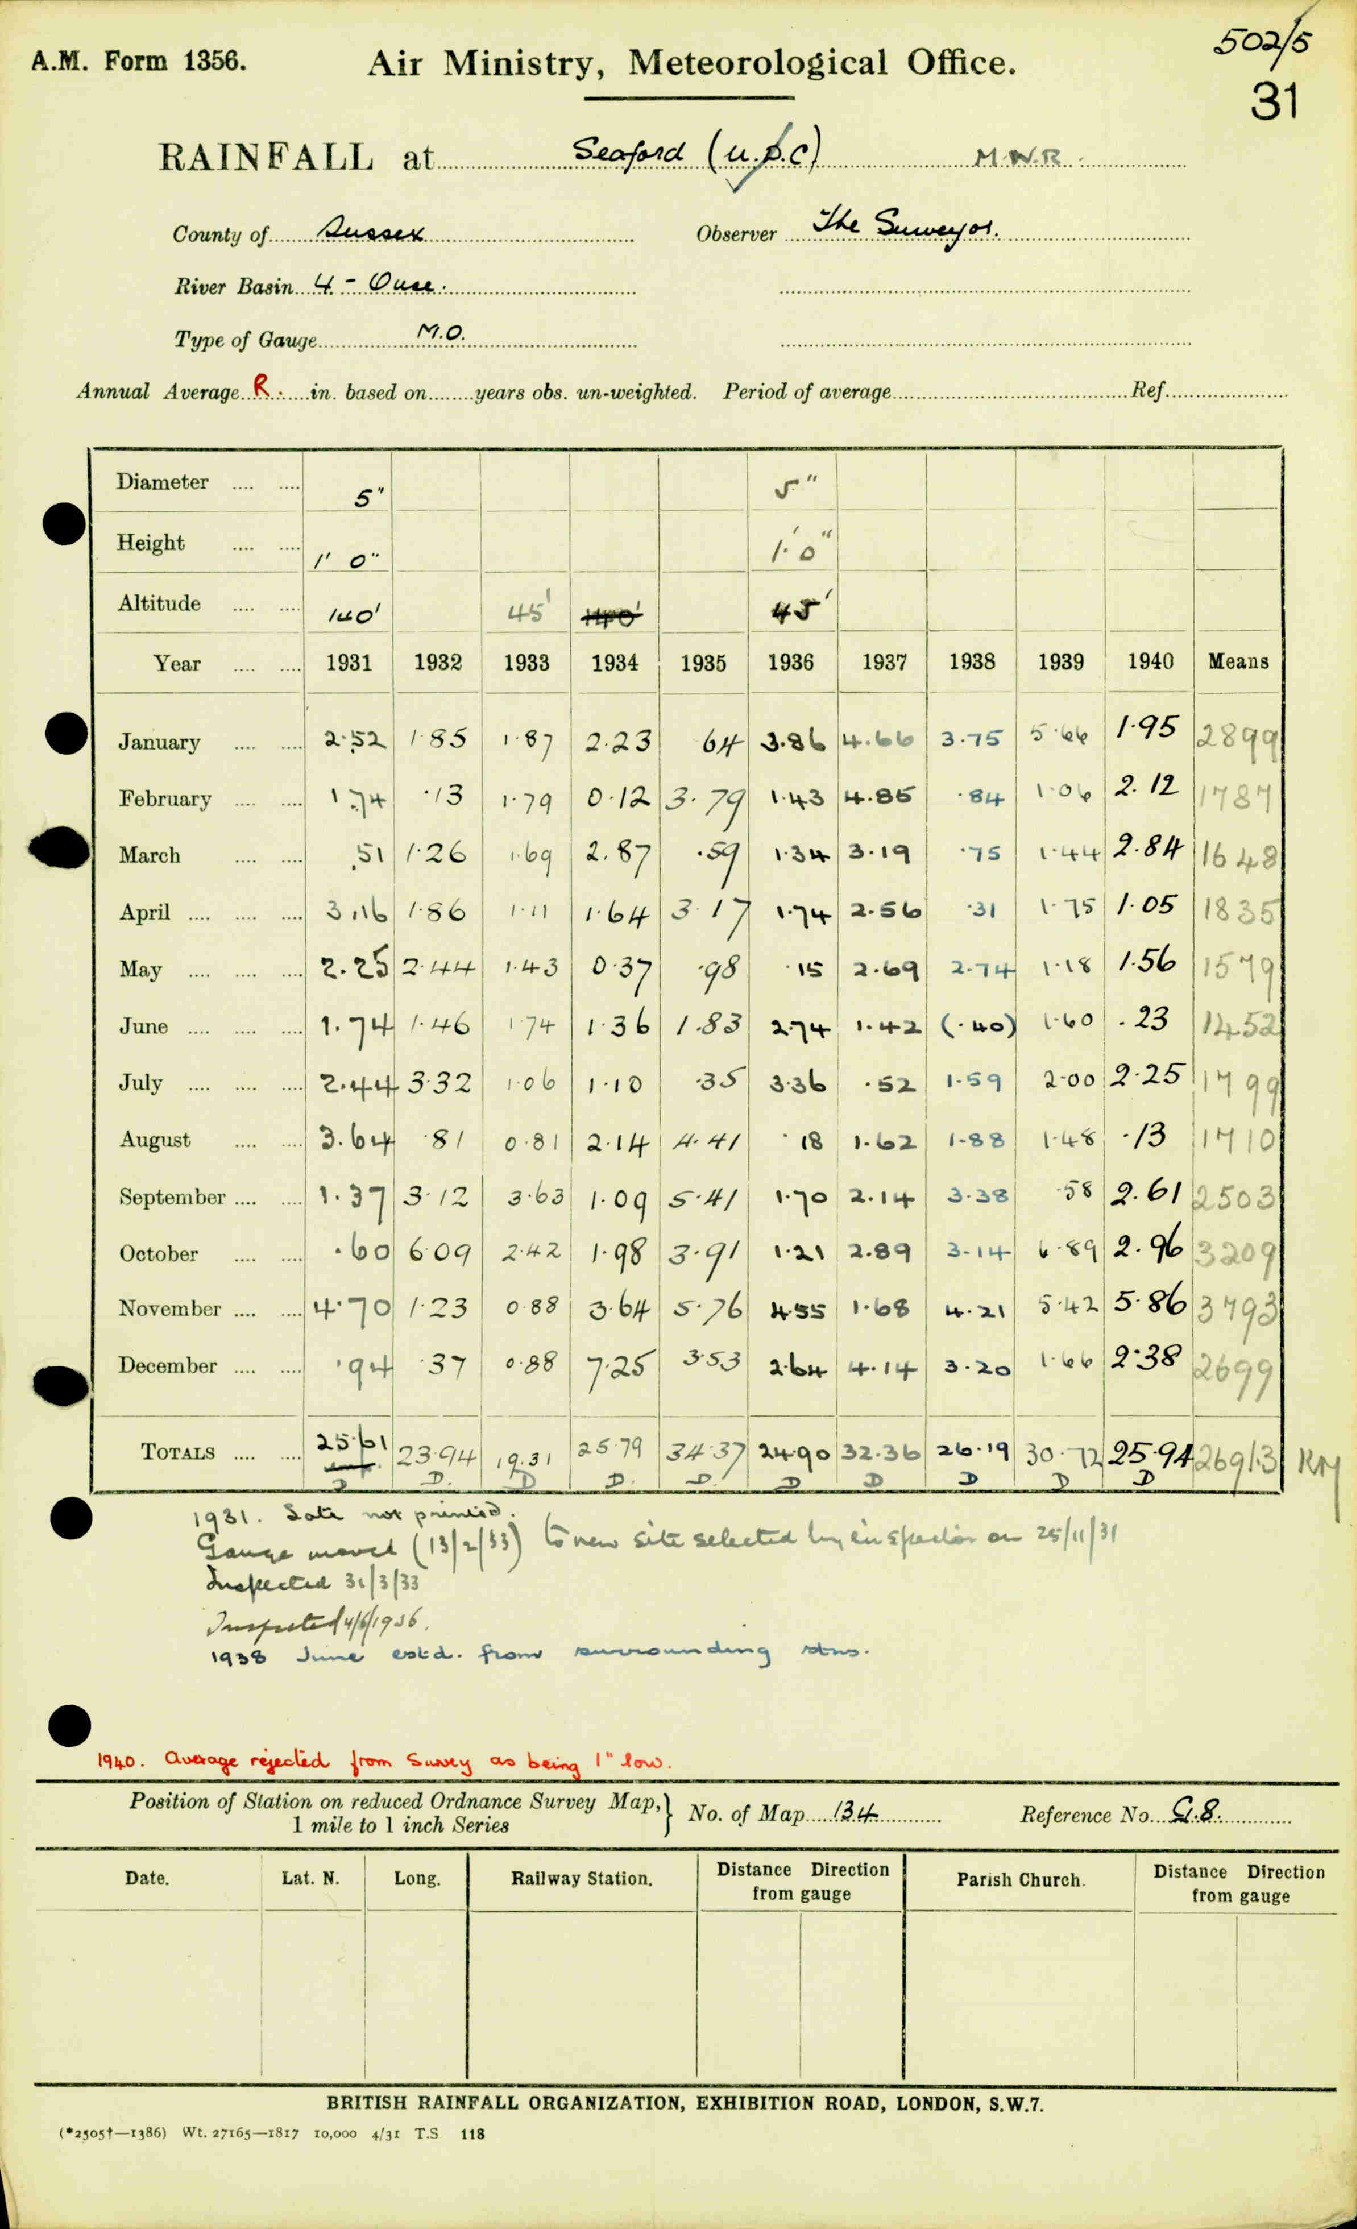 502/5
A.M. Form 1356. Air Ministry, Meteorological Office.
31
RAINFALL at Seaford (U.D.C) M.W.R.
County of Sussex Observer The Surveyor.
River Basin 4 - Ouse.
Type of Gauge M.O.
Annual Average R. in. based on years obs. un-weighted. Period of average Ref.
Diameter 5" 5"
Height 1' 0" 1' 0"
Altitude 140' 45' 140' 45'
Year 1931 1932 1933 1934 1935 1936 1937 1938 1939 1940 Means
January 2.52 1.85 1.87 2.23 64 3.86 4.66 3.75 5.66 1.95 2899
February 1.74 .13 1.79 0.12 3.79 1.43 4.85 .84 1.06 2.12 1787
March .51 1.26 1.69 2.87 .59 1.34 3.19 .75 1.44 2.84 1648
April 3.16 1.86 1.11 1.64 3.17 1.74 2.56 .31 1.75 1.05 1835
May 2.25 2.44 1.43 0.37 .98 .15 2.69 2.74 1.18 1.56 1579
June 1.74 1.46 1.74 1.36 1.83 2.74 1.42 (.40) 1.60 .23 1452
July 2.44 3.32 1.06 1.10 .35 3.36 .52 1.59 2.00 2.25 1799
August 3.64 .81 0.81 2.14 4.41 .18 1.62 1.88 1.48 .13 1710
September 1.37 3.12 3.63 1.09 5.41 1.70 2.14 3.38 .58 2.61 2503
October .60 6.09 2.42 1.98 3.91 1.21 2.89 3.14 6.89 2.96 3209
November 4.70 1.23 0.88 3.64 5.76 4.55 1.68 4.21 5.42 5.86 3793
December .94 .37 0.88 7.25 3.53 2.64 4.14 3.20 1.66 2.38 2699
TOTALS 25.61 23.94 19.31 25.79 34.37 24.90 32.36 26.19 30.72 25.94 26913
D D D D D D D D D D
1931. Late not printed.
Gauge moved (13/2/33) to new site selected by inspector on 25/11/31
Inspected 31/3/33
Inspected 4/6/1936.
1938 June estd. from surrounding stns.
1940. Average rejected from Survey as being 1" low.
Position of Station on reduced Ordnance Survey Map, 1 mile to 1 inch Series } No. of Map 134 Reference No. G.8.
Date. Lat. N. Long. Railway Station. Distance Direction from gauge Parish Church. Distance Direction from gauge
BRITISH RAINFALL ORGANIZATION, EXHIBITION ROAD, LONDON, S.W.7.
(*2505†—1386) Wt. 27165—1817 10,000 4/31 T.S 118